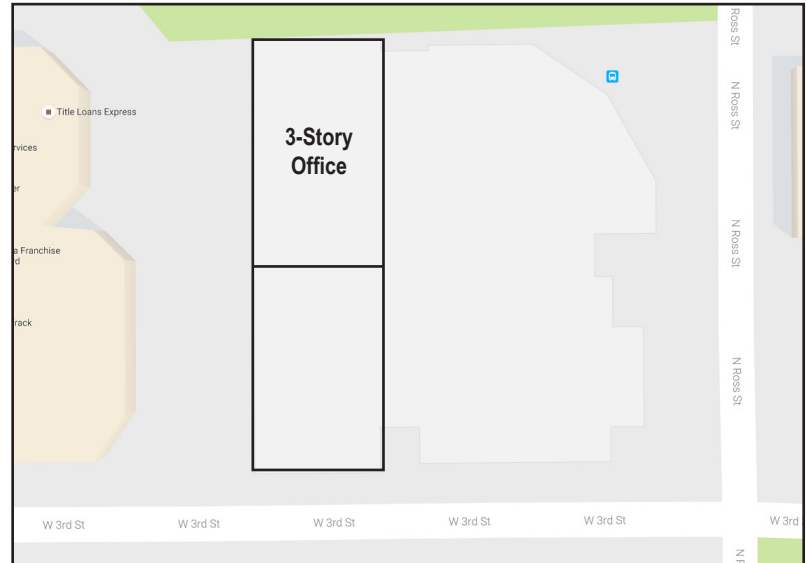 Ross St
N Ross St
Title Loans Express
3-Story
Office
rvices
er
N Ross St
a Franchise
rd
rack
N Ross St
W 3rd St
W 3rd St
W 3rd St
W 3rd St
W 3rd St
W 3rd
N F